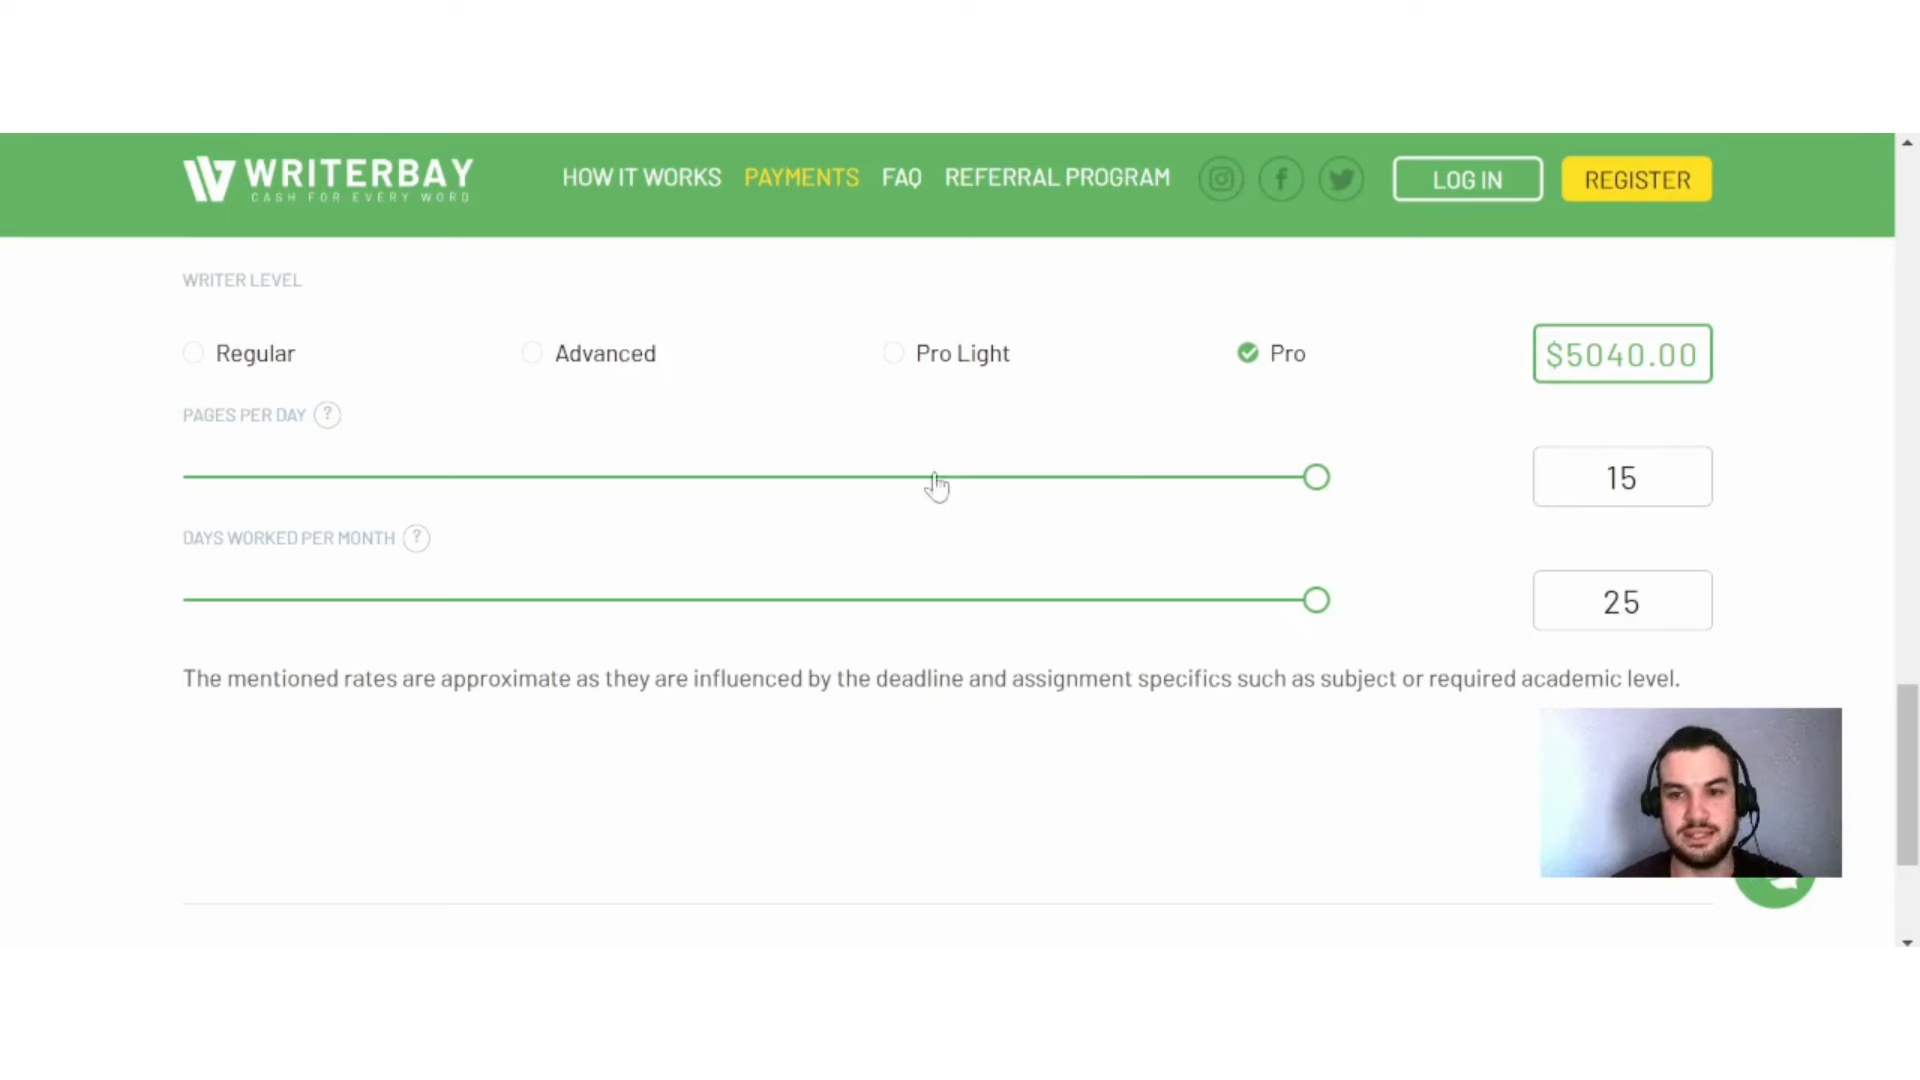 WRITERBAY
CASH FOR EVERY WORD
HOW IT WORKS PAYMENTS FAQ REFERRAL PROGRAM LOG IN REGISTER
WRITER LEVEL
Regular Advanced Pro Light Pro $5040.00
PAGES PER DAY ?
15
DAYS WORKED PER MONTH ?
25
The mentioned rates are approximate as they are influenced by the deadline and assignment specifics such as subject or required academic level.